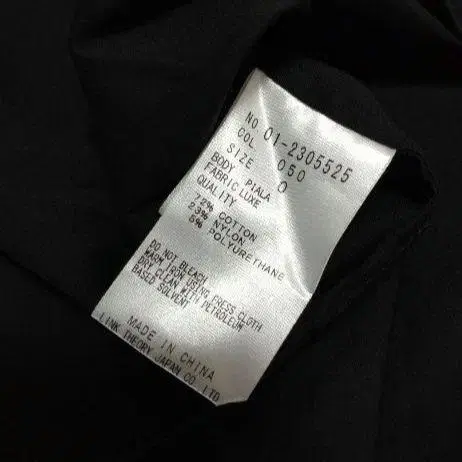 NO 01-2305525
COL 050
SIZE 0
BODY PIALA
FABRIC LUXE
QUALITY
72% COTTON
23% NYLON
5% POLYURETHANE
DO NOT BLEACH
WARM IRON USING PRESS CLOTH
DRY CLEAN WITH PETROLEUM
BASED SOLVENT
MADE IN CHINA
LINK THEORY JAPAN CO.,LTD